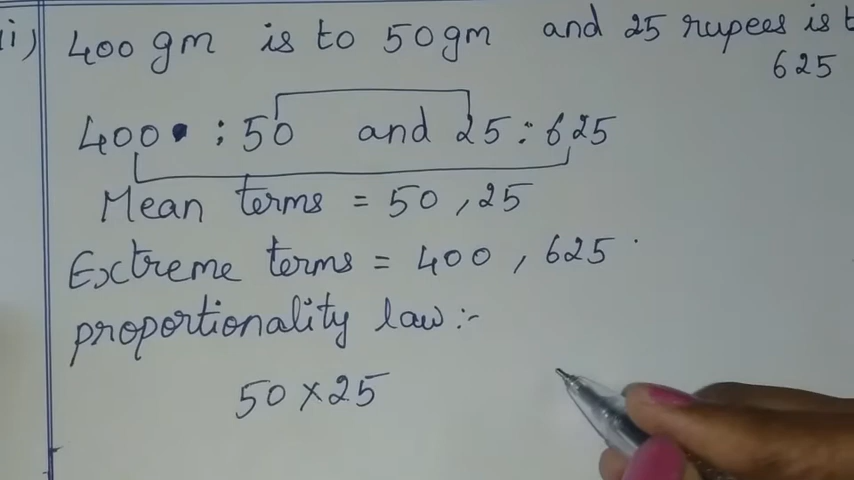 ii) 400 gm is to 50 gm and 25 rupees is t
625
400 : 50 and 25 : 625
Mean terms = 50 , 25
Extreme terms = 400 , 625
proportionality law :-
50 × 25